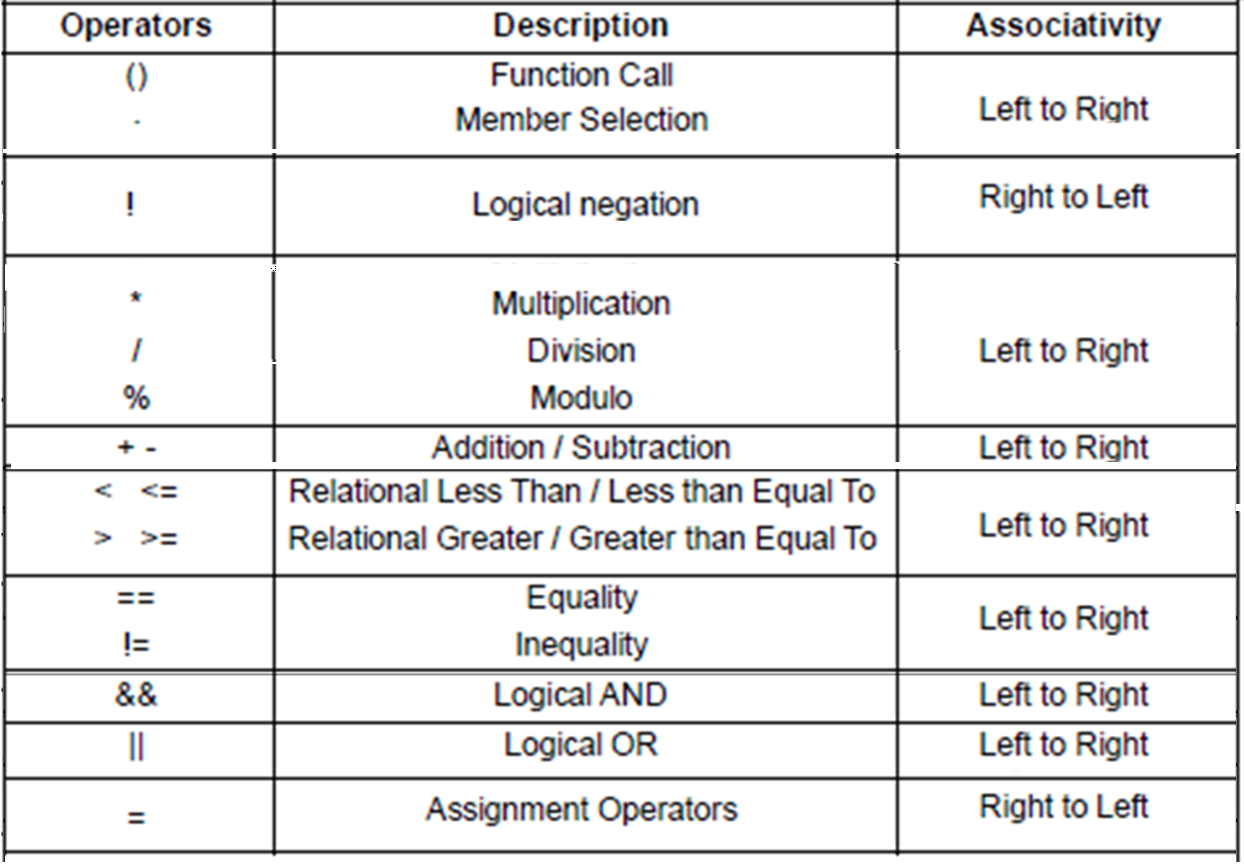 Operators Description Associativity
() Function Call
. Member Selection Left to Right
! Logical negation Right to Left
* Multiplication
/ Division Left to Right
% Modulo
+ - Addition / Subtraction Left to Right
< <= Relational Less Than / Less than Equal To
> >= Relational Greater / Greater than Equal To Left to Right
== Equality
!= Inequality Left to Right
&& Logical AND Left to Right
|| Logical OR Left to Right
= Assignment Operators Right to Left